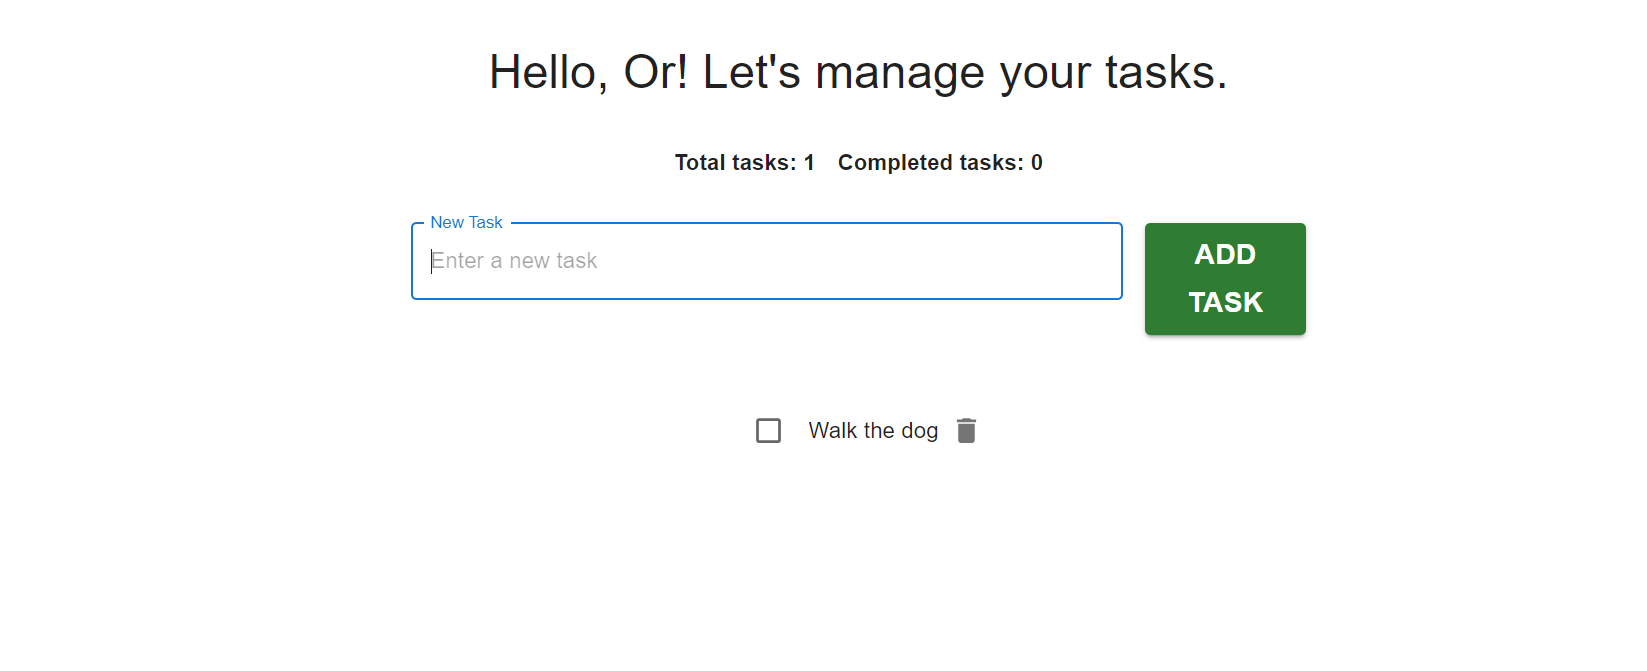 Hello, Or! Let's manage your tasks.
Total tasks: 1 Completed tasks: 0
New Task
Enter a new task
ADD
TASK
Walk the dog